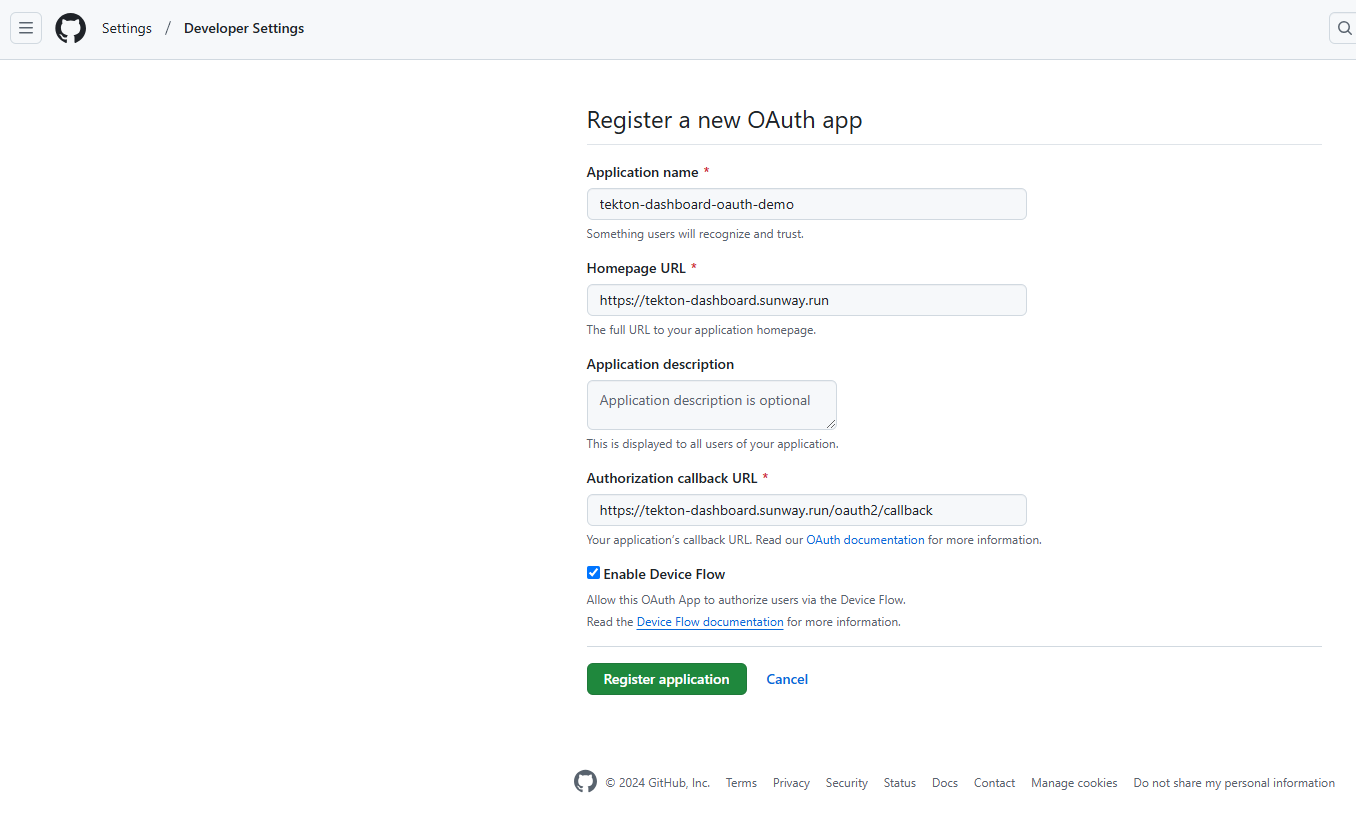 Settings / Developer Settings
Register a new OAuth app
Application name *
tekton-dashboard-oauth-demo
Something users will recognize and trust.
Homepage URL *
https://tekton-dashboard.sunway.run
The full URL to your application homepage.
Application description
Application description is optional
This is displayed to all users of your application.
Authorization callback URL *
https://tekton-dashboard.sunway.run/oauth2/callback
Your application's callback URL. Read our OAuth documentation for more information.
Enable Device Flow
Allow this OAuth App to authorize users via the Device Flow.
Read the Device Flow documentation for more information.
Register application Cancel
© 2024 GitHub, Inc. Terms Privacy Security Status Docs Contact Manage cookies Do not share my personal information